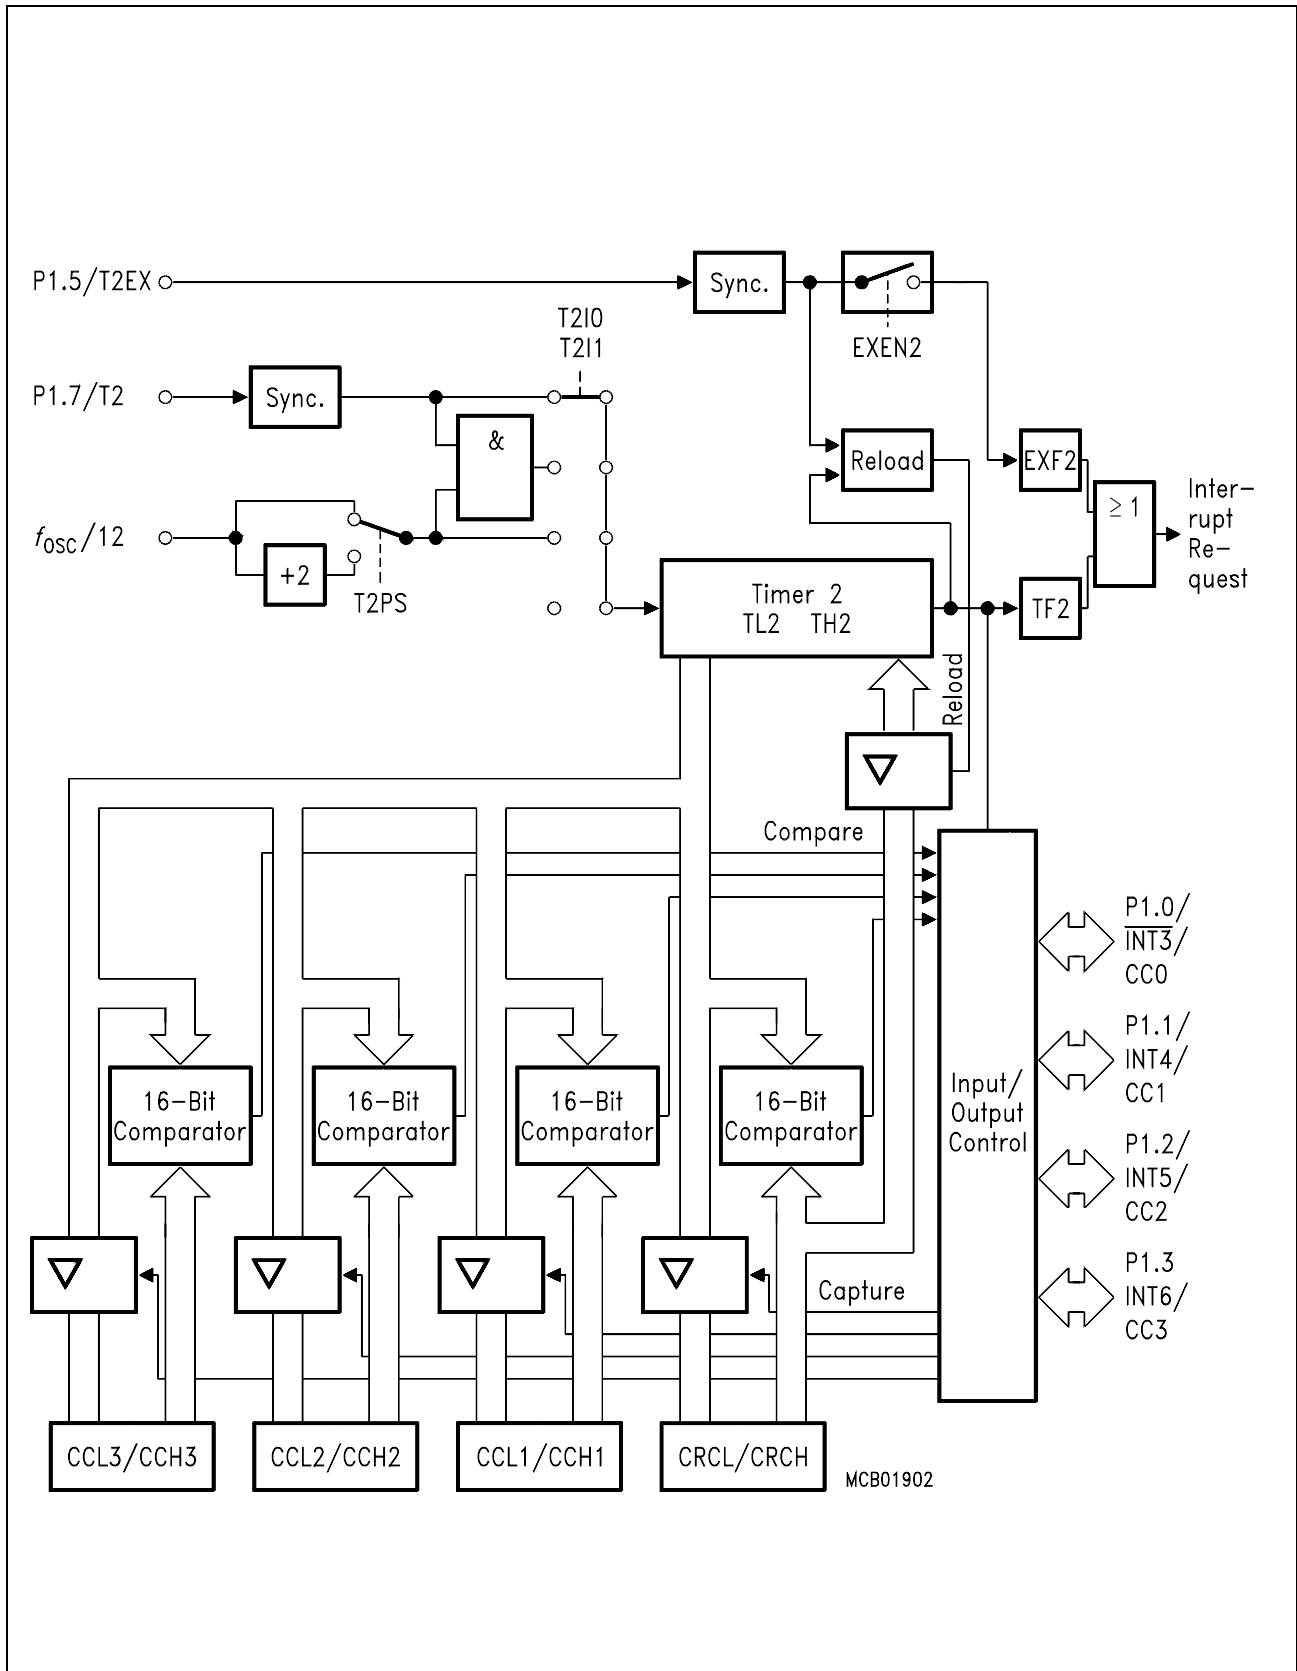 P1.5/T2EX
Sync.
EXEN2
T2I0
T2I1
P1.7/T2
Sync.
&
Reload
EXF2
≥ 1
Inter-
rupt
Re-
quest
fOSC/12
+2
T2PS
Timer 2
TL2 TH2
TF2
Reload
Compare
P1.0/
INT3/
CC0
P1.1/
INT4/
CC1
P1.2/
INT5/
CC2
P1.3
INT6/
CC3
Input/
Output
Control
16-Bit
Comparator
16-Bit
Comparator
16-Bit
Comparator
16-Bit
Comparator
Capture
CCL3/CCH3
CCL2/CCH2
CCL1/CCH1
CRCL/CRCH
MCB01902